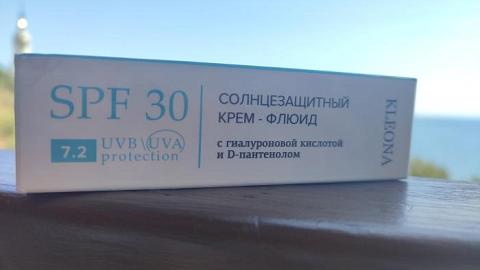 SPF 30
7.2 UVB\UVA
protection
СОЛНЦЕЗАЩИТНЫЙ
КРЕМ - ФЛЮИД
с гиалуроновой кислотой
и D-пантенолом
KLEONA